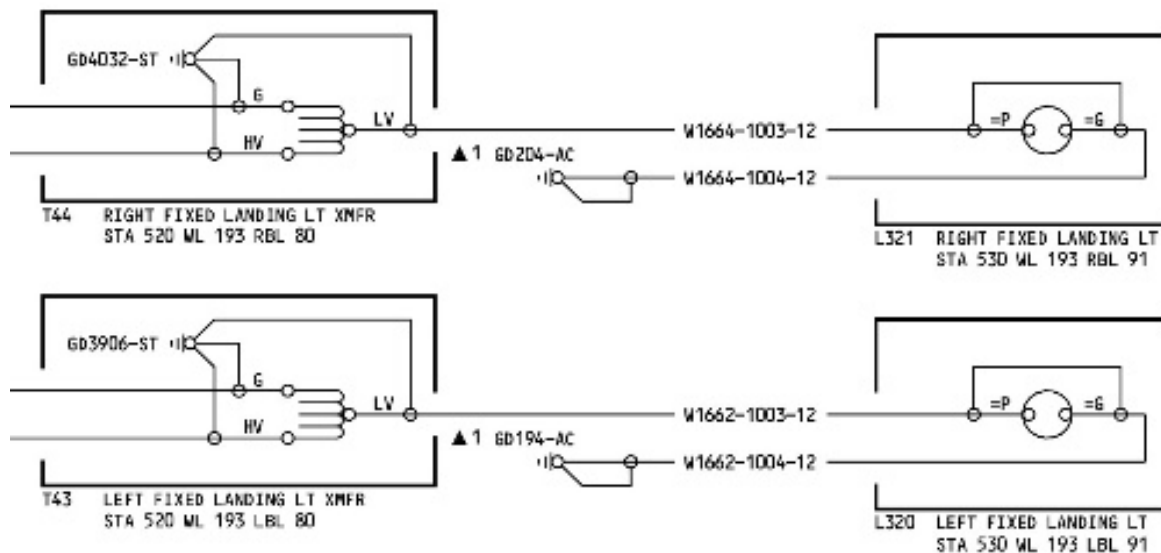 GD4032-ST
G
HV
LV
W1664-1003-12
=P
=G
▲1 GD204-AC
W1664-1004-12
T44 RIGHT FIXED LANDING LT XMFR
STA 520 WL 193 RBL 80
L321 RIGHT FIXED LANDING LT
STA 530 WL 193 RBL 91
GD3906-ST
G
HV
LV
W1662-1003-12
=P
=G
▲1 GD194-AC
W1662-1004-12
T43 LEFT FIXED LANDING LT XMFR
STA 520 WL 193 LBL 80
L320 LEFT FIXED LANDING LT
STA 530 WL 193 LBL 91